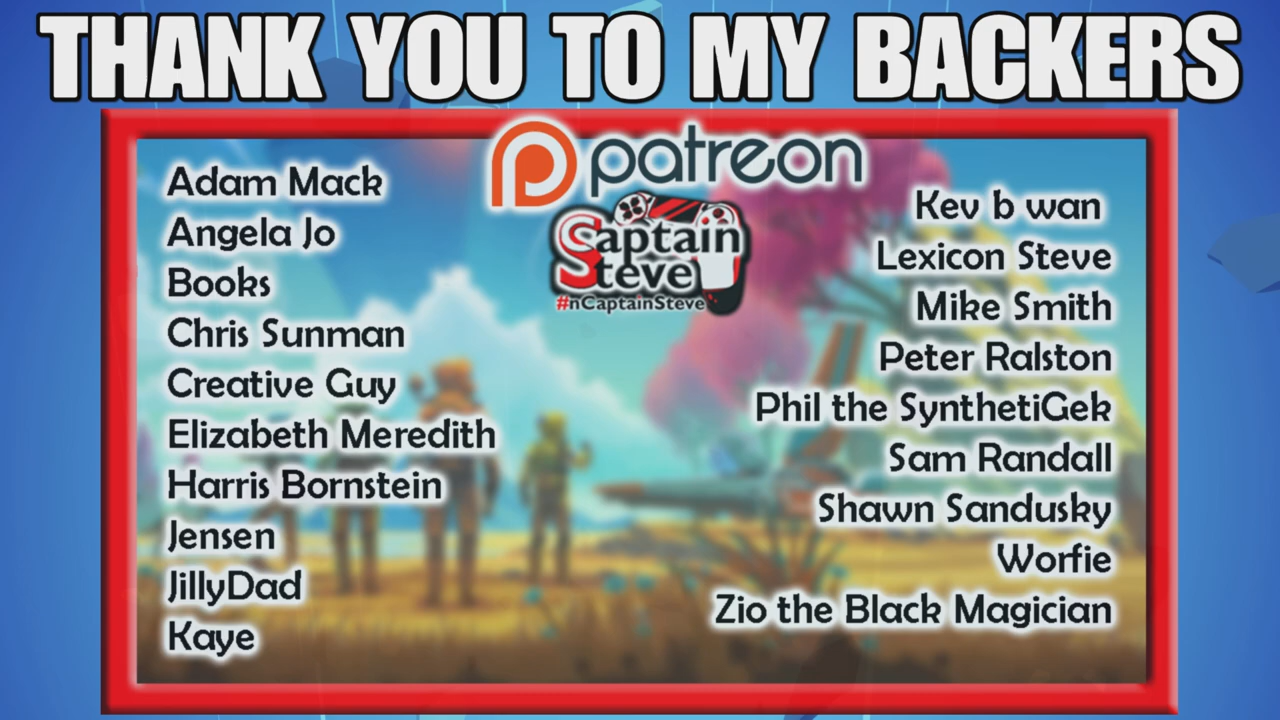 THANK YOU TO MY BACKERS
patreon
Captain
Steve
#nCaptainSteve
Adam Mack
Angela Jo
Books
Chris Sunman
Creative Guy
Elizabeth Meredith
Harris Bornstein
Jensen
JillyDad
Kaye
Kev b wan
Lexicon Steve
Mike Smith
Peter Ralston
Phil the SynthetiGek
Sam Randall
Shawn Sandusky
Worfie
Zio the Black Magician